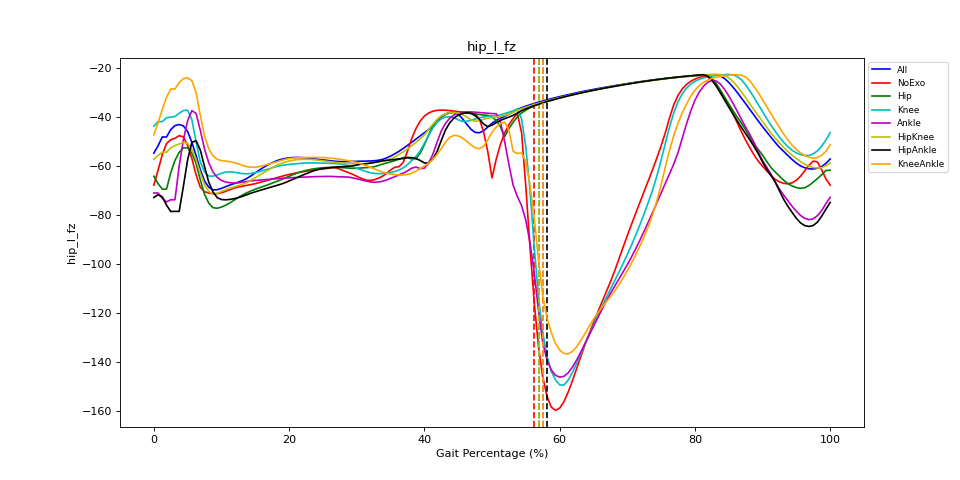 hip_l_fz
−20
−40
−60
−80
−100
−120
−140
−160
hip_l_fz
0
20
40
60
80
100
Gait Percentage (%)
All
NoExo
Hip
Knee
Ankle
HipKnee
HipAnkle
KneeAnkle